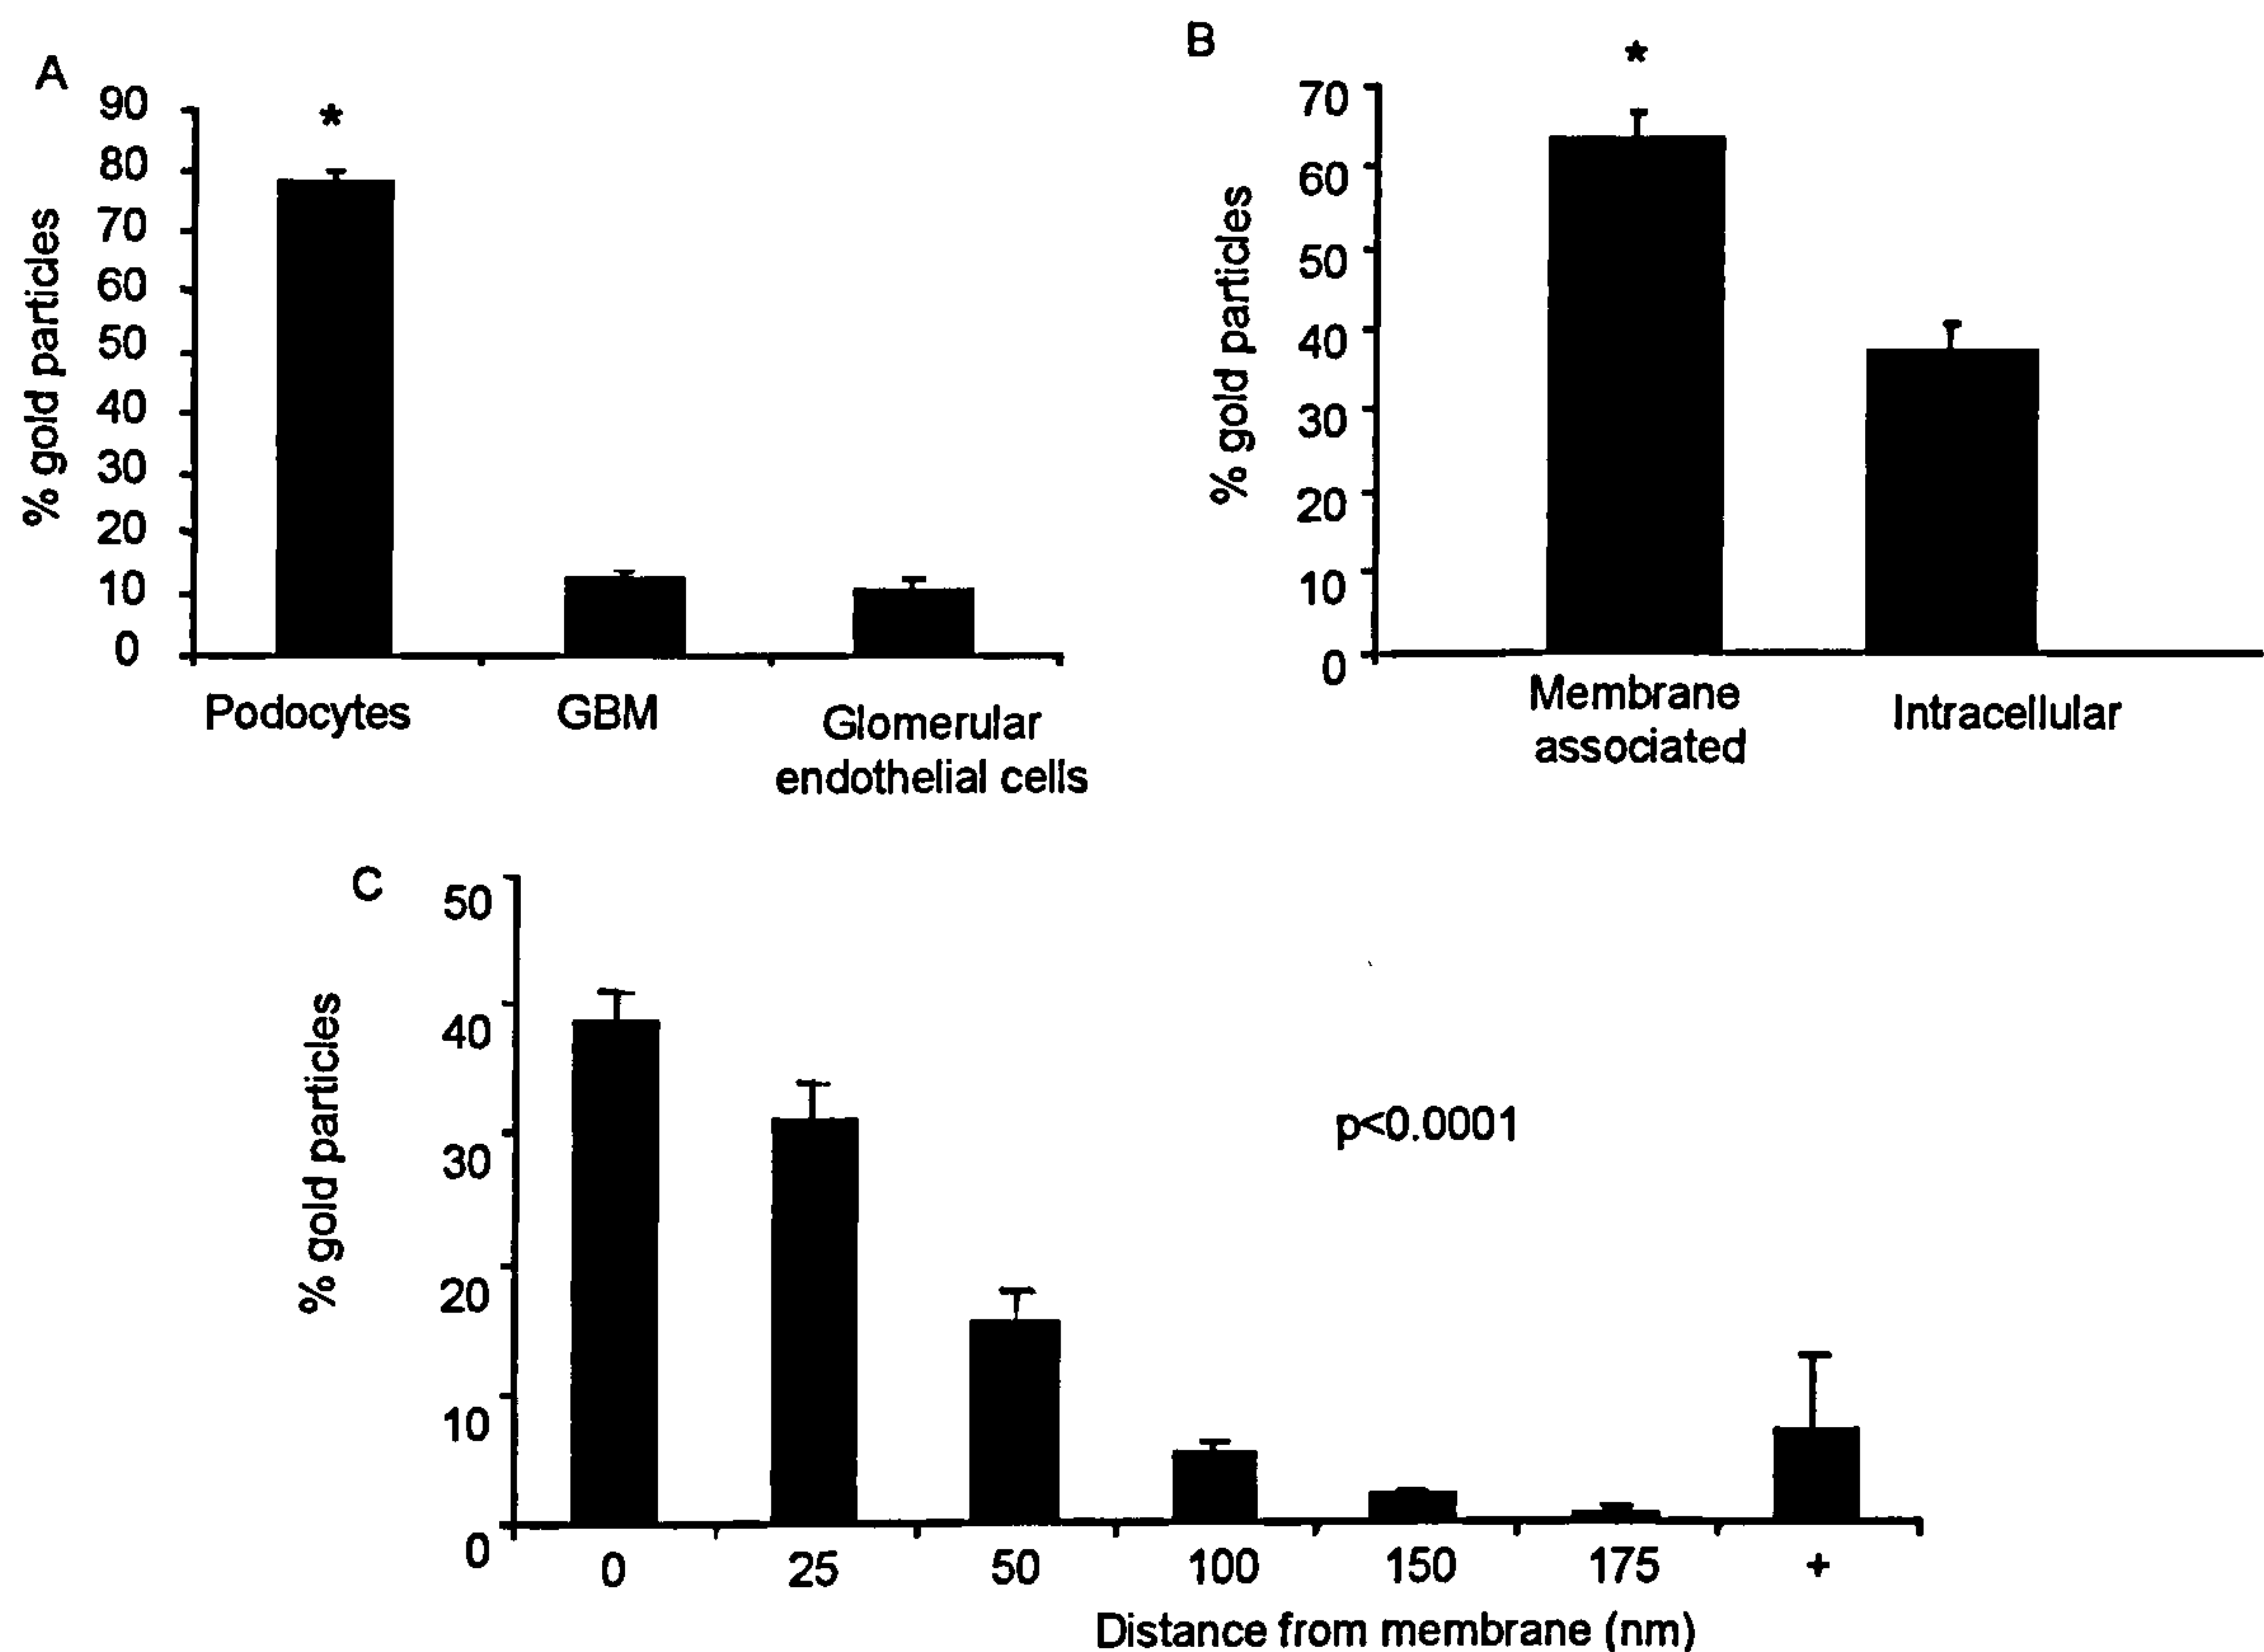 A
*
90
80
70
60
50
40
30
20
10
0
% gold particles
Podocytes
GBM
Glomerular
endothelial cells
B
*
70
60
50
40
30
20
10
0
% gold particles
Membrane
associated
Intracellular
C
50
40
30
20
10
0
% gold particles
p<0.0001
0 25 50 100 150 175 +
Distance from membrane (nm)